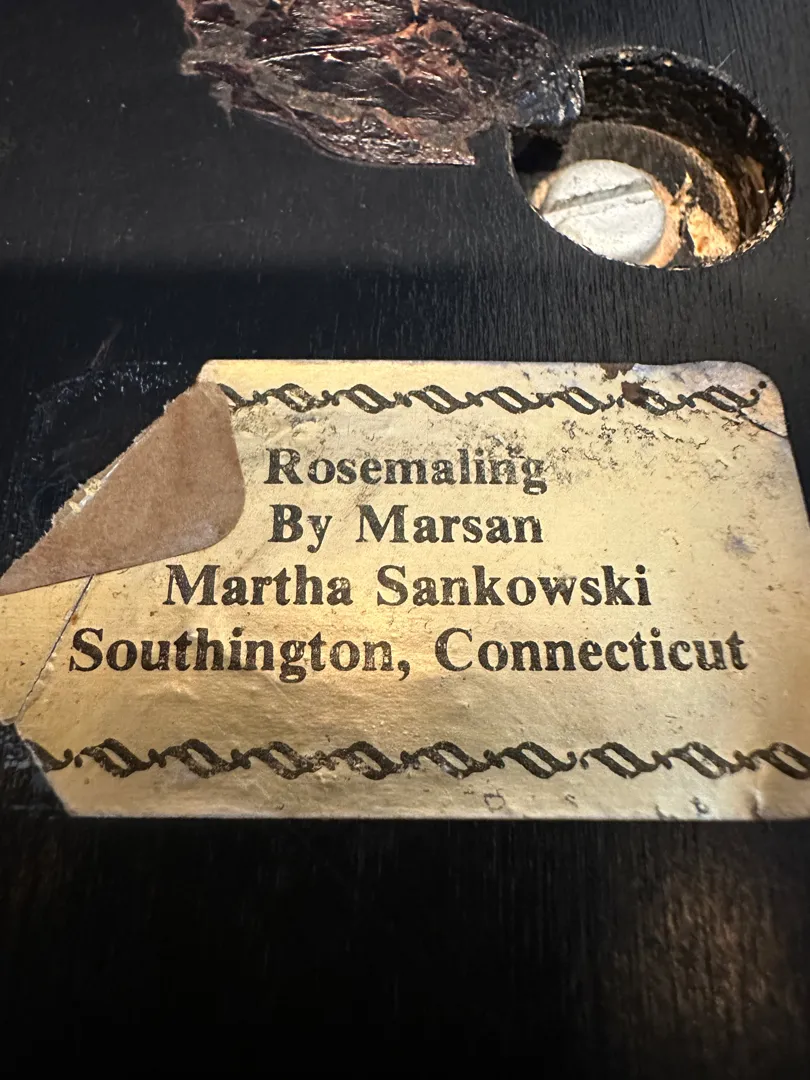 Rosemaling
By Marsan
Martha Sankowski
Southington, Connecticut